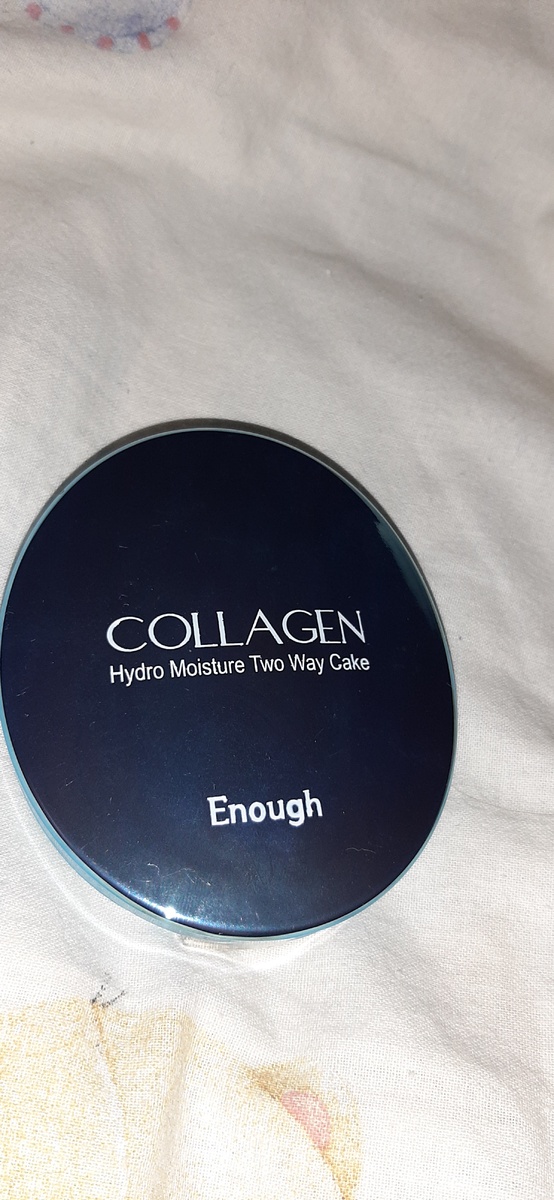 COLLAGEN
Hydro Moisture Two Way Cake
Enough